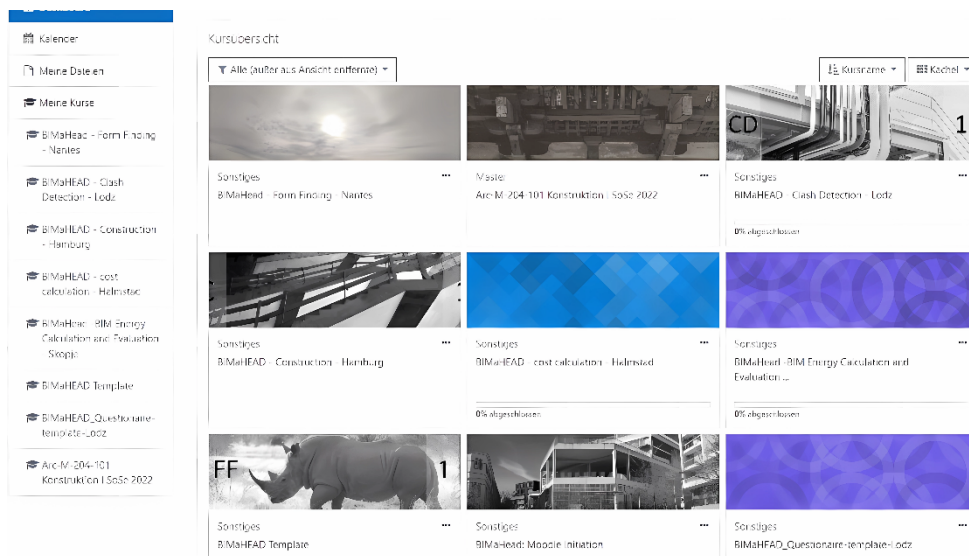 Kalender
Meine Dateien
Meine Kurse
BIMaHead - Form Finding
- Nantes
BIMaHEAD - Clash
Detection - Lodz
BIMaHEAD - Construction
- Hamburg
BIMaHEAD - cost
calculation - Halmstad
BIMaHead -BIM Energy
Calculation and Evaluation
- Skopje
BIMaHEAD Template
BIMaHEAD_Questionaire-
template-Lodz
Arc-M-204-101
Konstruktion I SoSe 2022
Kursübersicht
Alle (außer aus Ansicht entfernte)
Kursname
Kachel
CD
1
Sonstiges
BIMaHead - Form Finding - Nantes
Master
Arc-M-204-101 Konstruktion I SoSe 2022
Sonstiges
BIMaHEAD - Clash Detection - Lodz
0% abgeschlossen
Sonstiges
BIMaHEAD - Construction - Hamburg
Sonstiges
BIMaHEAD - cost calculation - Halmstad
0% abgeschlossen
Sonstiges
BIMaHead -BIM Energy Calculation and
Evaluation ...
0% abgeschlossen
FF
1
Sonstiges
BIMaHEAD Template
Sonstiges
BIMaHead: Moodle Initiation
Sonstiges
BIMaHEAD_Questionaire-template-Lodz